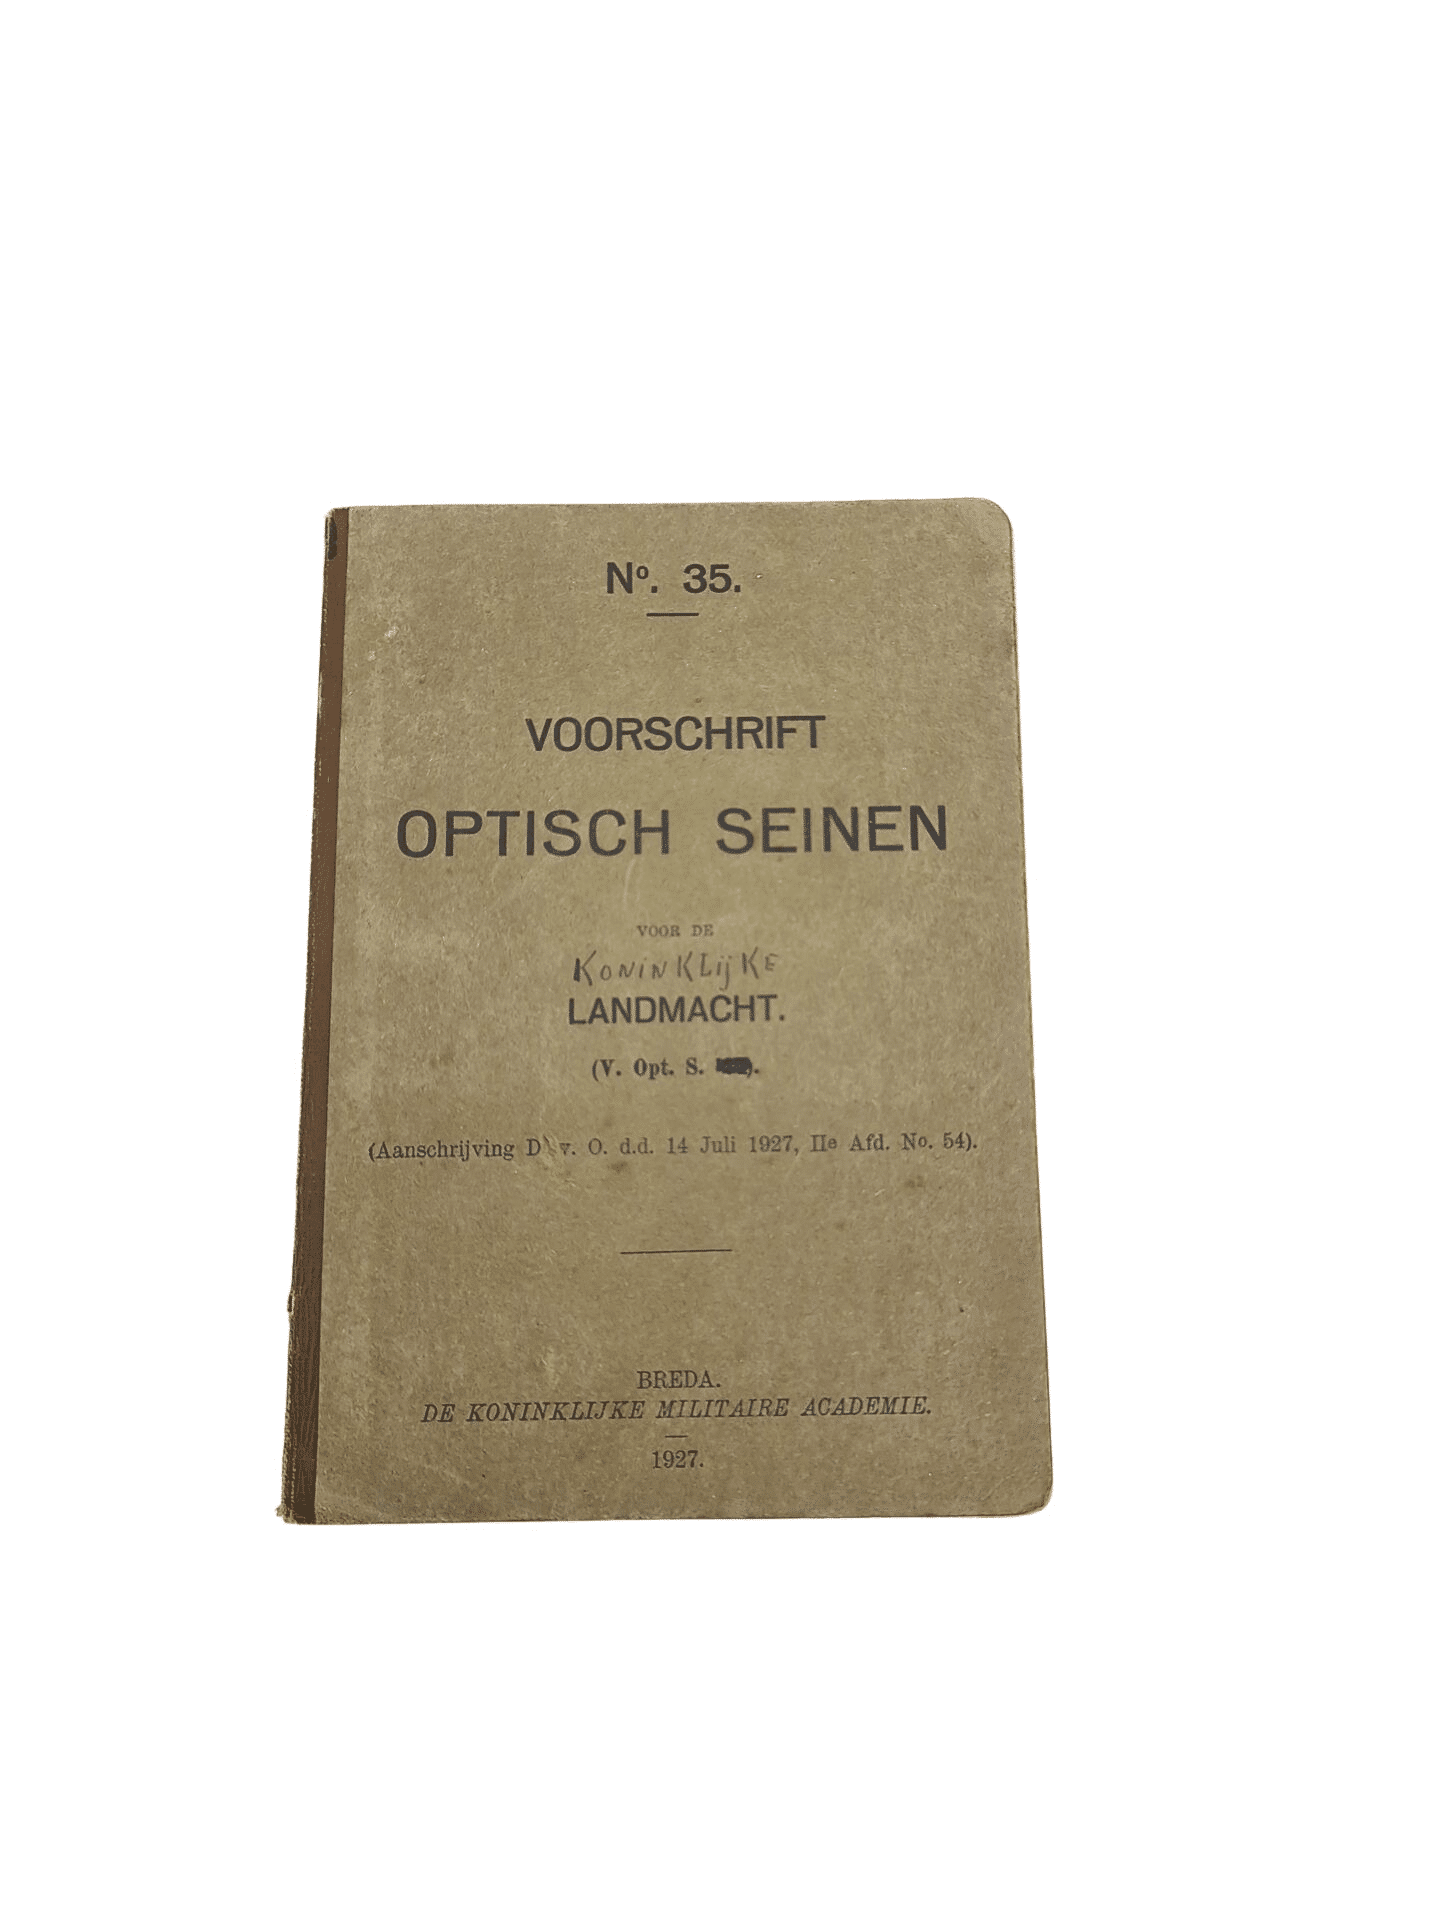 No. 35.
VOORSCHRIFT
OPTISCH SEINEN
VOOR DE
KONINKLIJKE
LANDMACHT.
(V. Opt. S. ).
(Aanschrijving D v. O. d.d. 14 Juli 1927, IIe Afd. No. 54).
BREDA.
DE KONINKLIJKE MILITAIRE ACADEMIE.
1927.